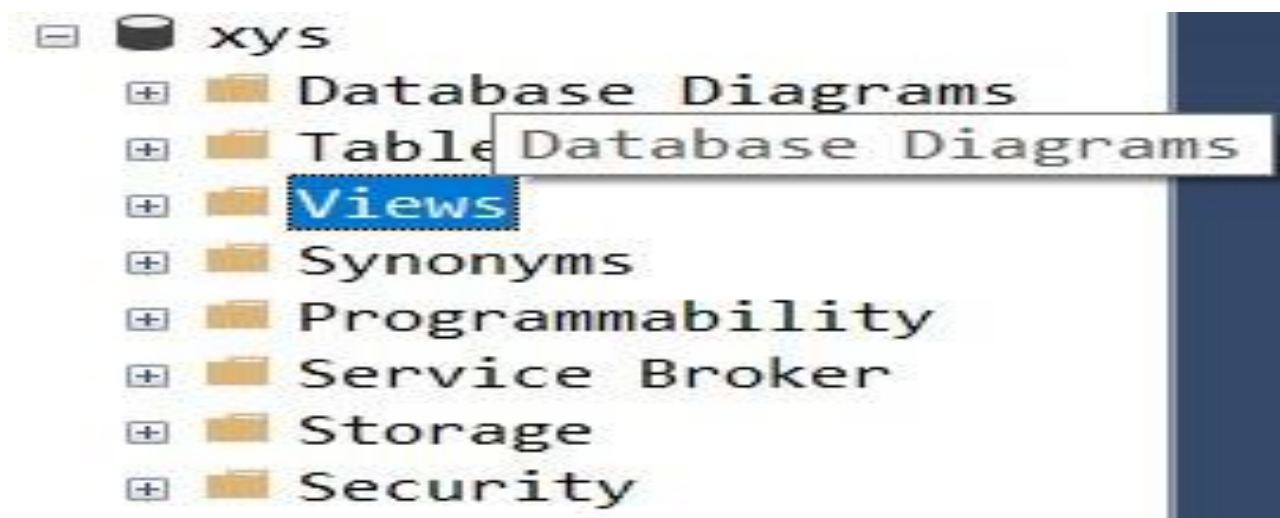 xys
Database Diagrams
Table Database Diagrams
Views
Synonyms
Programmability
Service Broker
Storage
Security